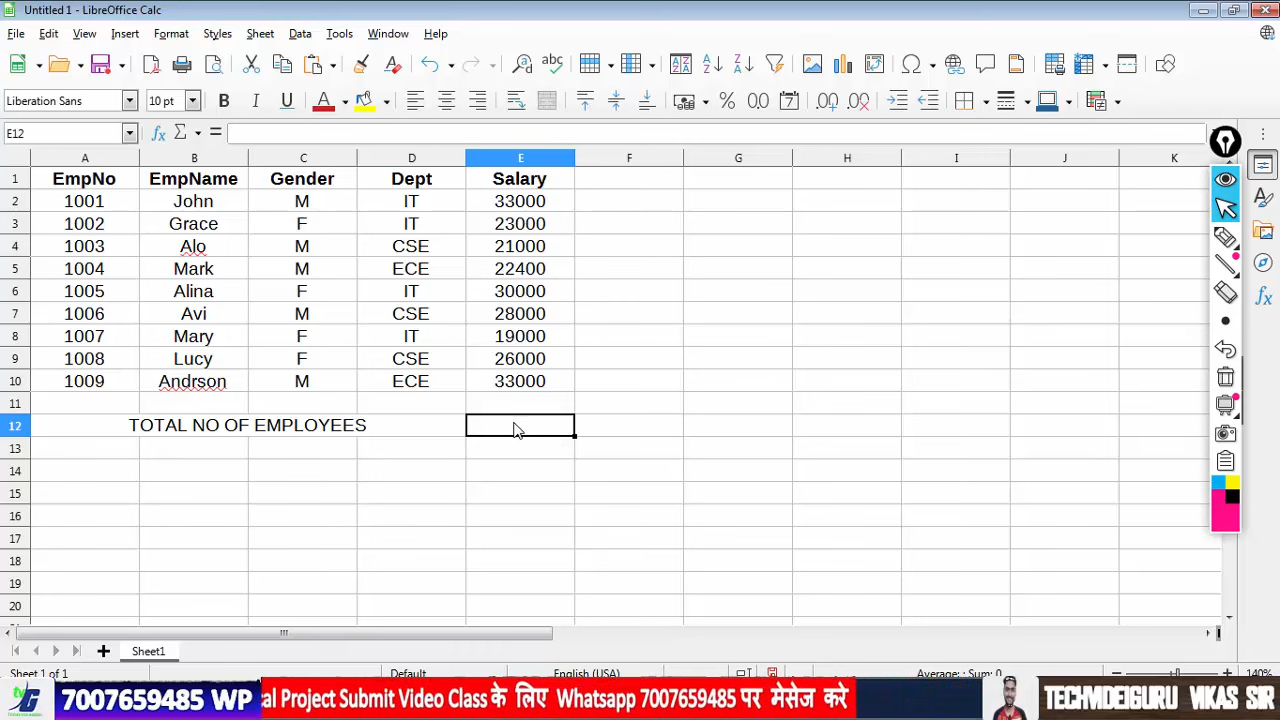 Untitled 1 - LibreOffice Calc
File Edit View Insert Format Styles Sheet Data Tools Window Help
Liberation Sans 10 pt
E12
A B C D E F G H I J K
1 EmpNo EmpName Gender Dept Salary
2 1001 John M IT 33000
3 1002 Grace F IT 23000
4 1003 Alo M CSE 21000
5 1004 Mark M ECE 22400
6 1005 Alina F IT 30000
7 1006 Avi M CSE 28000
8 1007 Mary F IT 19000
9 1008 Lucy F CSE 26000
10 1009 Andrson M ECE 33000
11
12 TOTAL NO OF EMPLOYEES
13
14
15
16
17
18
19
20
Sheet1
Sheet 1 of 1 Default English (USA) Average: ; Sum: 0 140%
7007659485 WP al Project Submit Video Class के लिए Whatsapp 7007659485 पर मेसेज करे TECHMDEIGURU VIKAS SIR